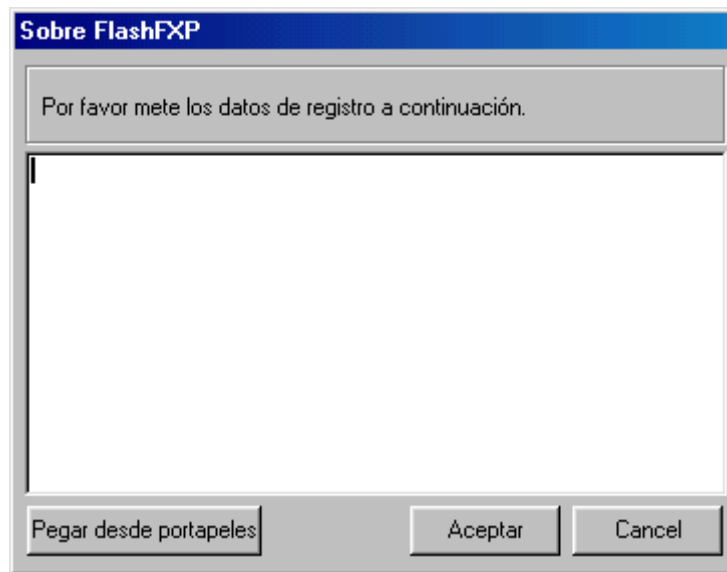 Sobre FlashFXP
Por favor mete los datos de registro a continuación.
Pegar desde portapeles Aceptar Cancel